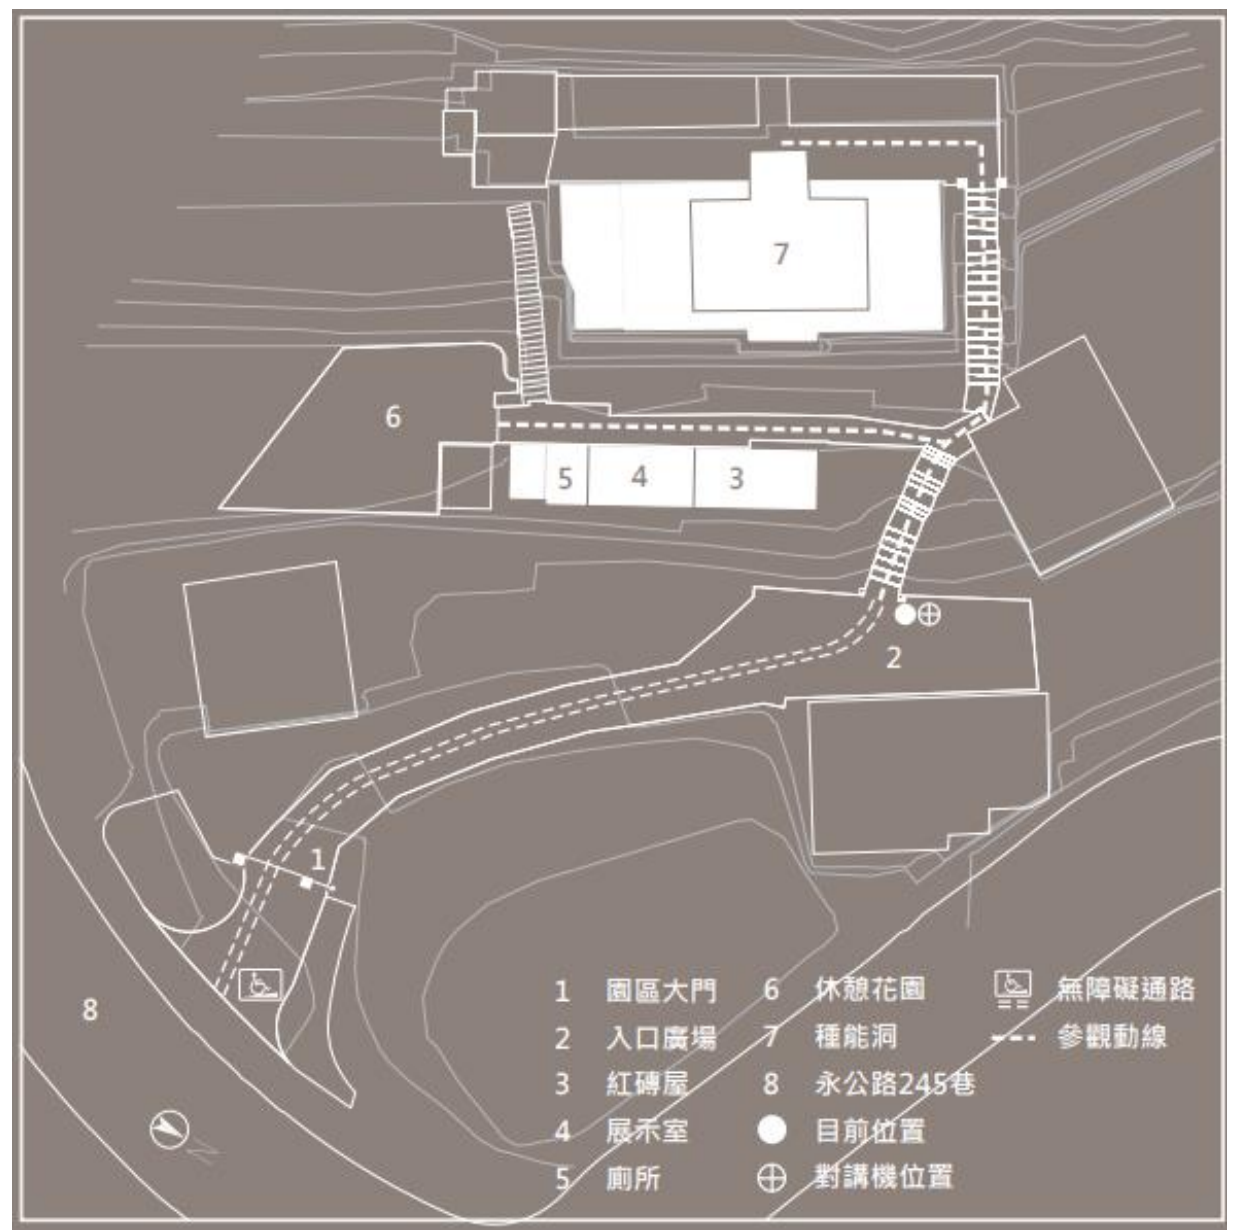 7
6
5 4 3
2
1
8
1 園區大門 6 休憩花園 無障礙通路
2 入口廣場 7 種能洞 參觀動線
3 紅磚屋 8 永公路245巷
4 展示室 目前位置
5 廁所 對講機位置